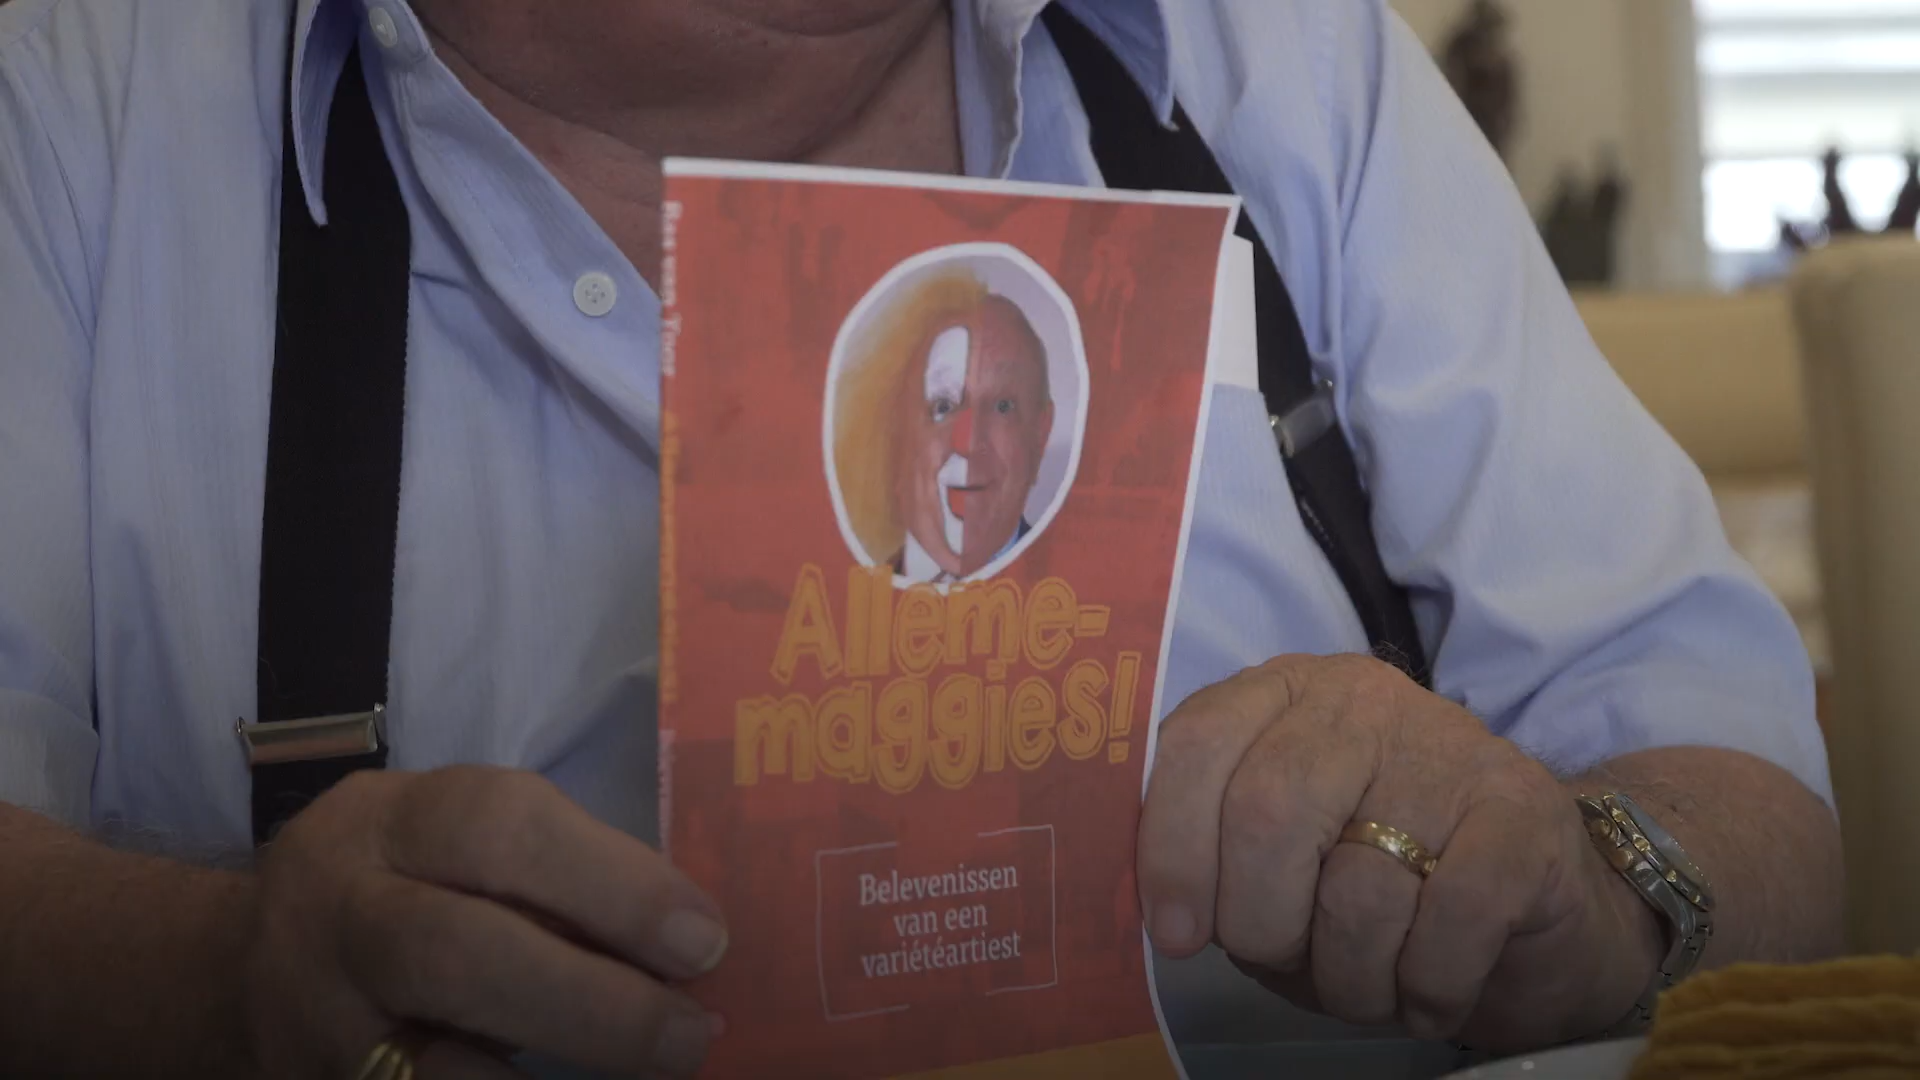 Alleme-
maggies!
Belevenissen
van een
variétéartiest